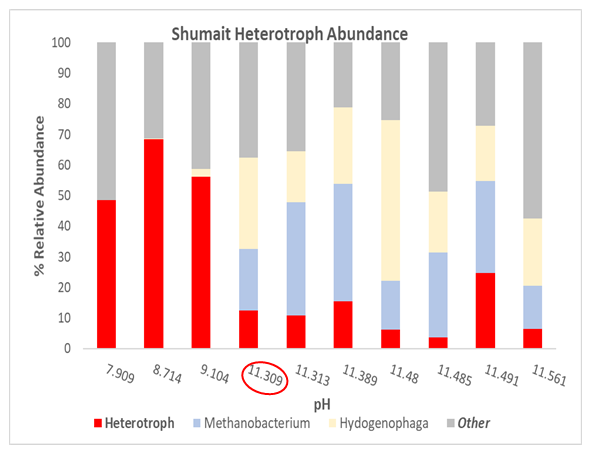 Shumait Heterotroph Abundance
% Relative Abundance
100
90
80
70
60
50
40
30
20
10
0
7.909 8.714 9.104 11.309 11.313 11.389 11.48 11.485 11.491 11.561
pH
Heterotroph Methanobacterium Hydogenophaga Other